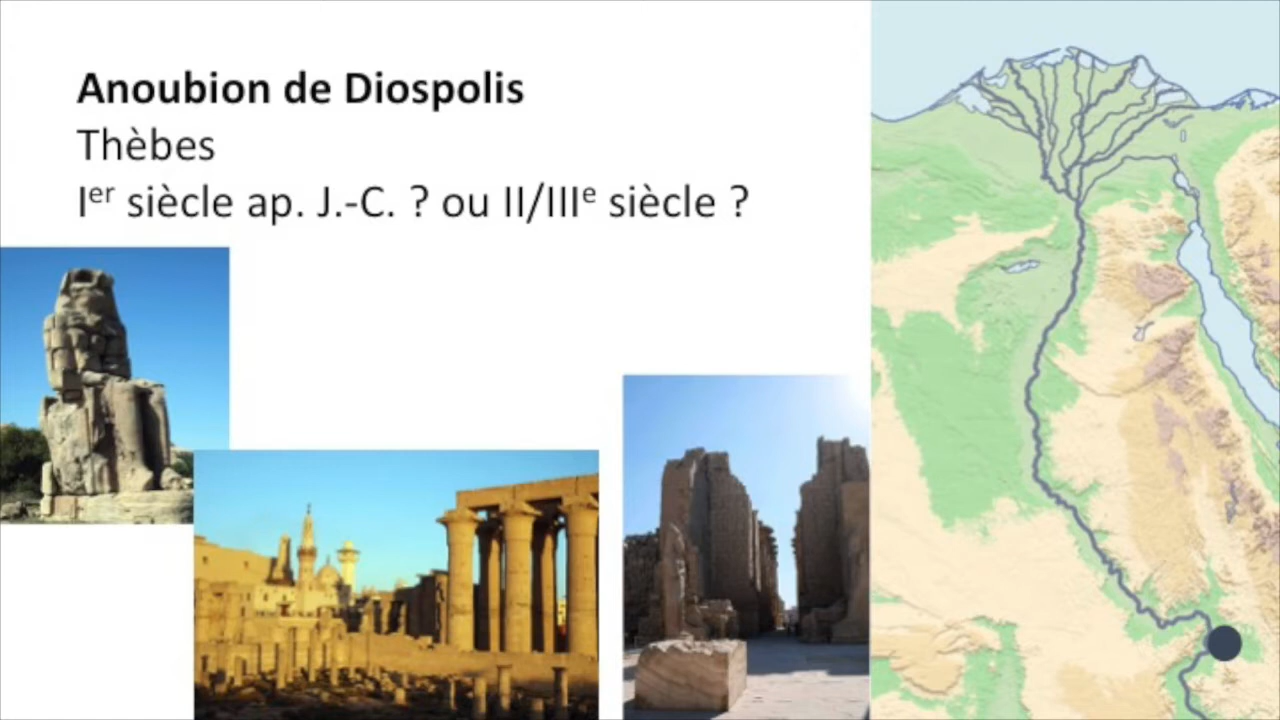 Anoubion de Diospolis
Thèbes
Iᵉʳ siècle ap. J.-C. ? ou II/IIIᵉ siècle ?